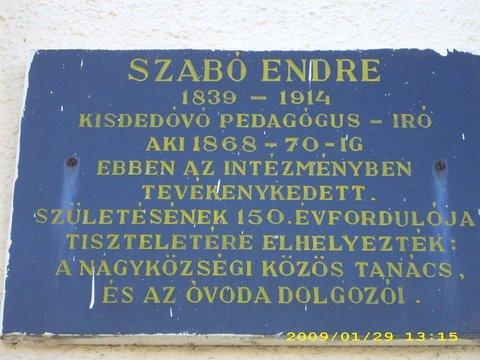 SZABÓ ENDRE
1839 – 1914
KISDEDÓVÓ PEDAGÓGUS – IRÓ
AKI 1868 – 70 – IG
EBBEN AZ INTÉZMÉNYBEN
TEVÉKENYKEDETT.
SZÜLETÉSÉNEK 150. ÉVFORDULÓJA
TISZTELETÉRE ELHELYEZTÉK:
A NAGYKÖZSÉGI KÖZÖS TANÁCS,
ÉS AZ ÓVODA DOLGOZÓI.
2009/01/29 13:15